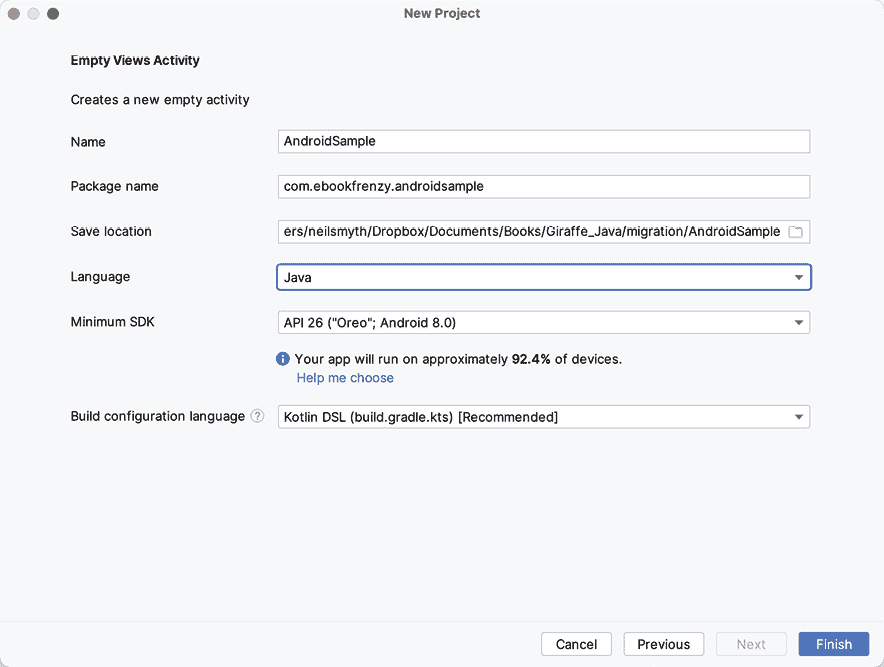 New Project
Empty Views Activity
Creates a new empty activity
Name
AndroidSample
Package name
com.ebookfrenzy.androidsample
Save location
ers/neilsmyth/Dropbox/Documents/Books/Giraffe_Java/migration/AndroidSample
Language
Java
Minimum SDK
API 26 ("Oreo"; Android 8.0)
i Your app will run on approximately 92.4% of devices.
Help me choose
Build configuration language ?
Kotlin DSL (build.gradle.kts) [Recommended]
Cancel
Previous
Next
Finish